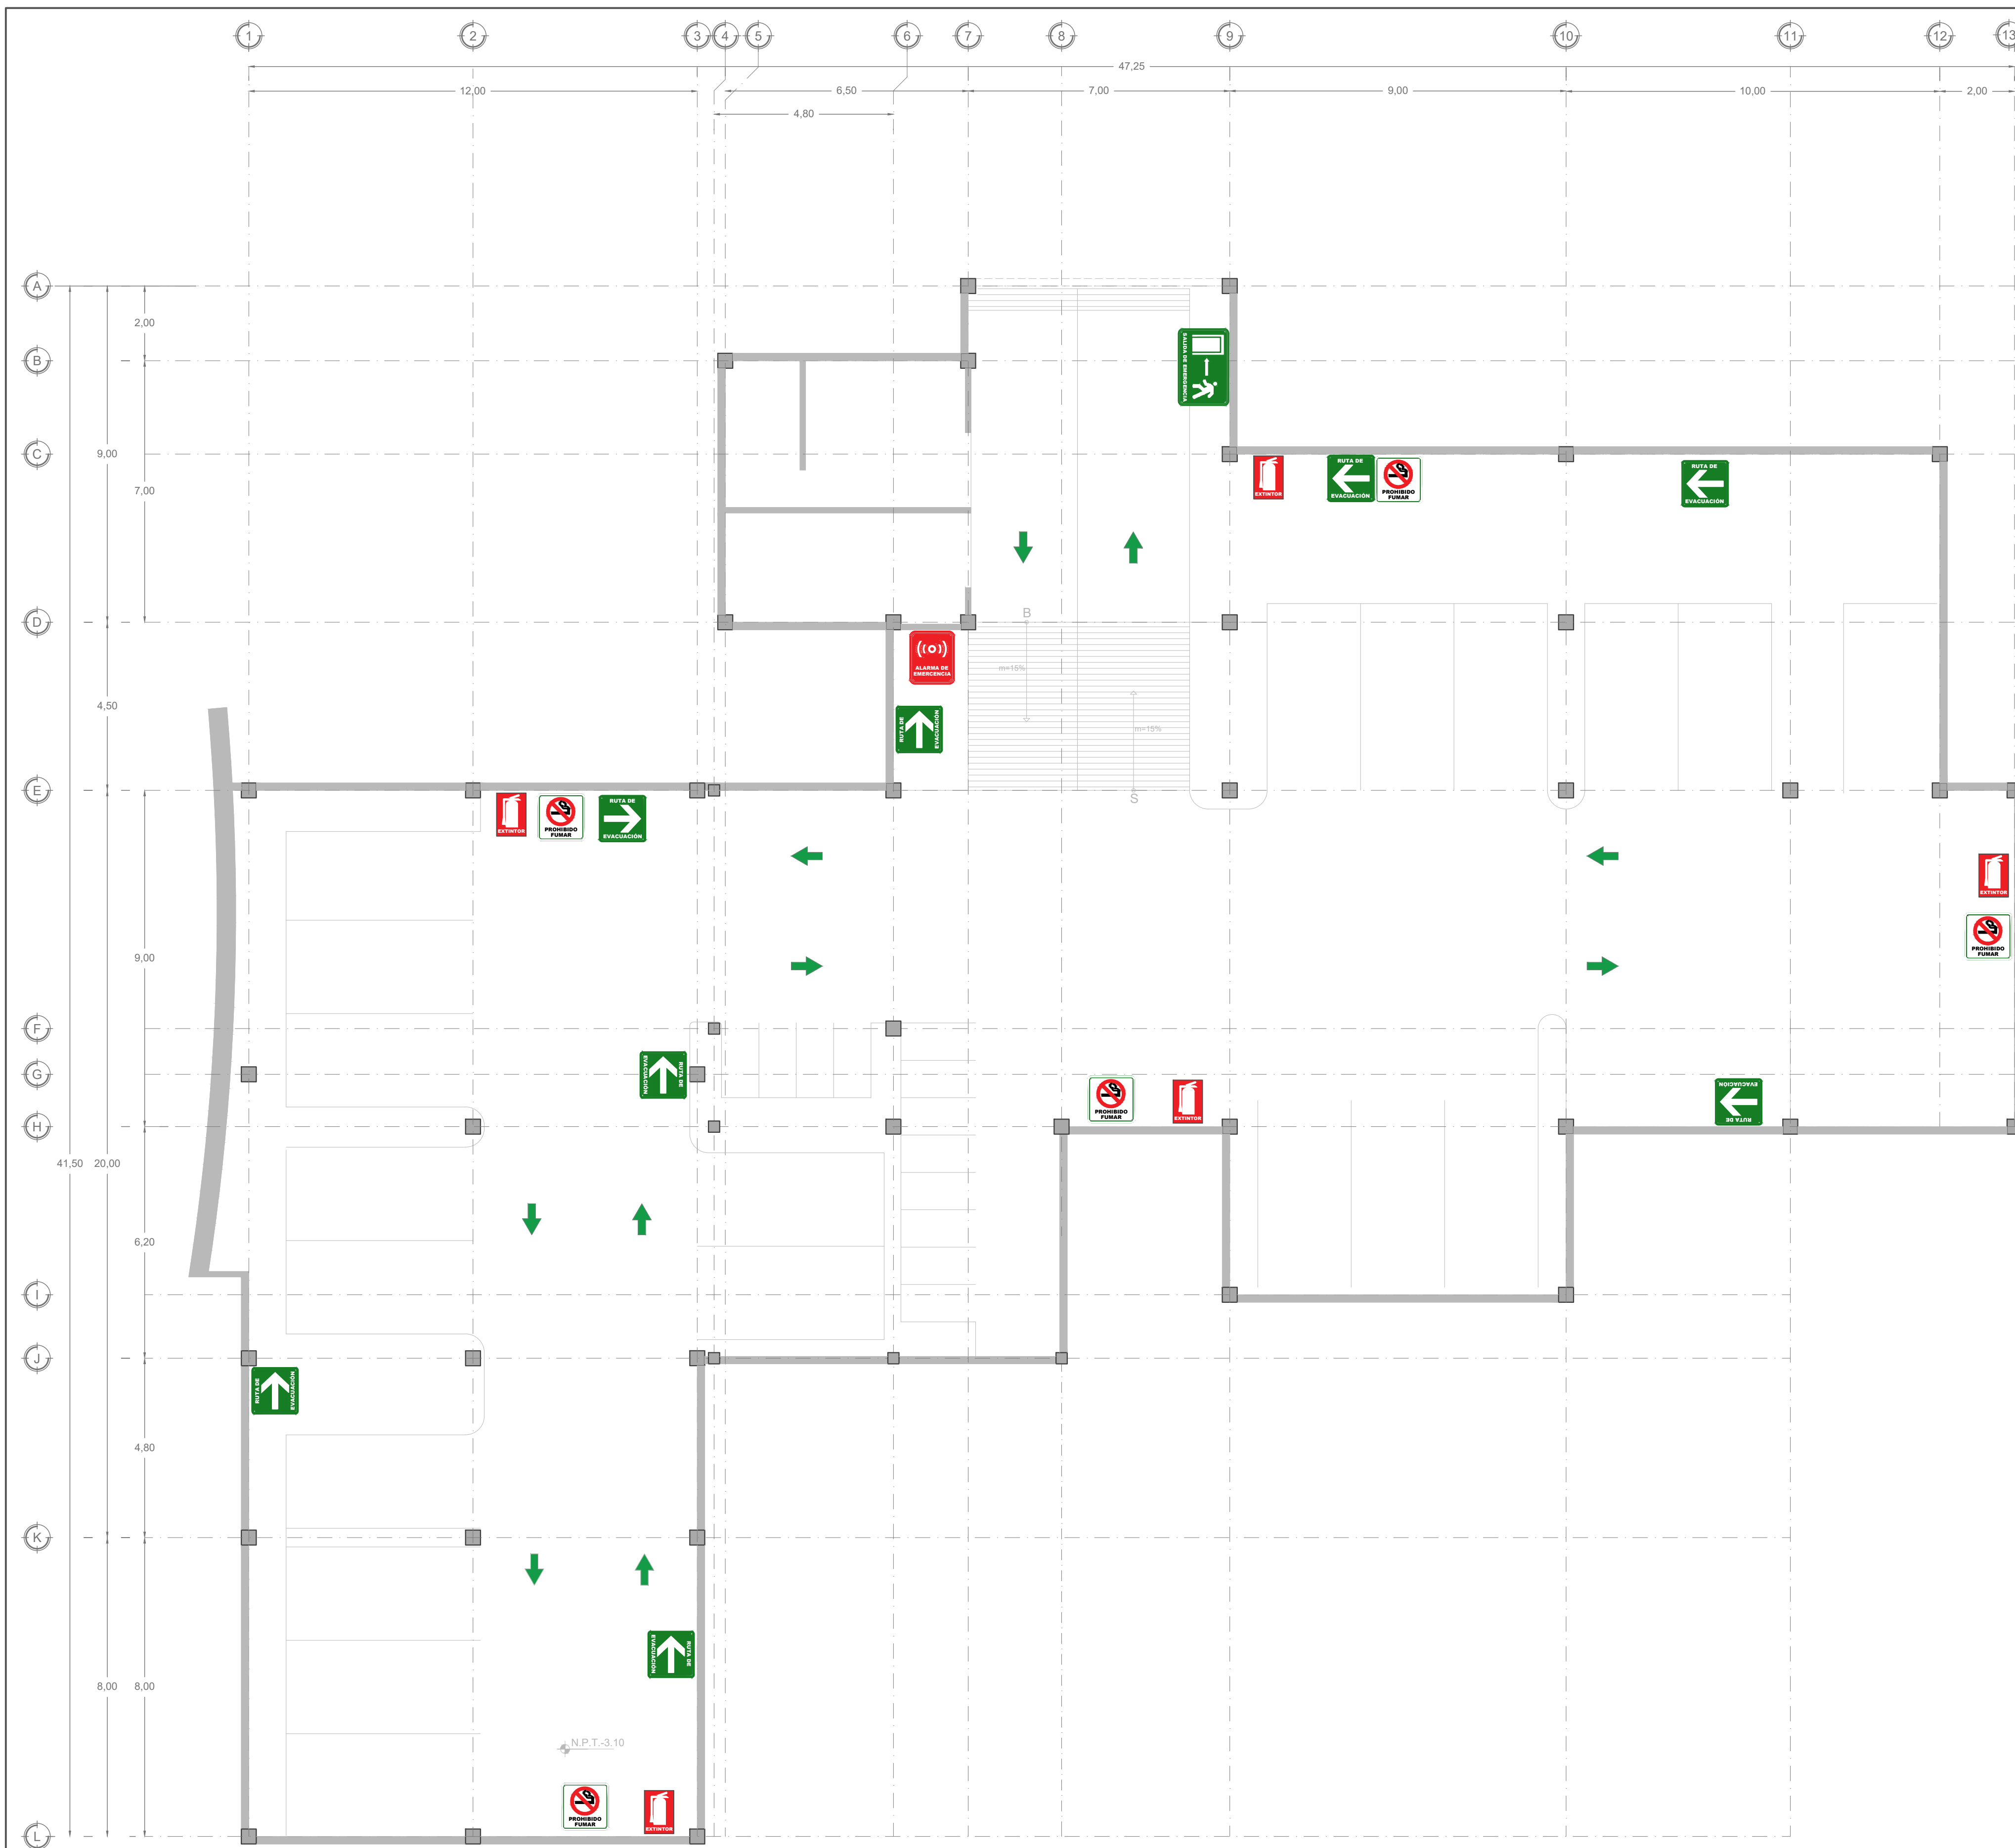 1 2 3 4 5 6 7 8 9 10 11 12 13
47,25
12,00 6,50 7,00 9,00 10,00 2,00
4,80
A
2,00
B
SALIDA DE EMERGENCIA
C
9,00
7,00
EXTINTOR
RUTA DE
EVACUACIÓN
PROHIBIDO
FUMAR
RUTA DE
EVACUACIÓN
D
B
ALARMA DE
EMERCENCIA
m=15%
4,50
RUTA DE
EVACUACIÓN
m=15%
E
S
EXTINTOR
PROHIBIDO
FUMAR
RUTA DE
EVACUACIÓN
EXTINTOR
PROHIBIDO
FUMAR
9,00
F
G
EVACUACIÓN
RUTA DE
PROHIBIDO
FUMAR
EXTINTOR
EVACUACIÓN
RUTA DE
H
41,50 20,00
6,20
I
J
RUTA DE
EVACUACIÓN
4,80
K
EVACUACIÓN
RUTA DE
8,00 8,00
N.P.T.-3.10
PROHIBIDO
FUMAR
EXTINTOR
L